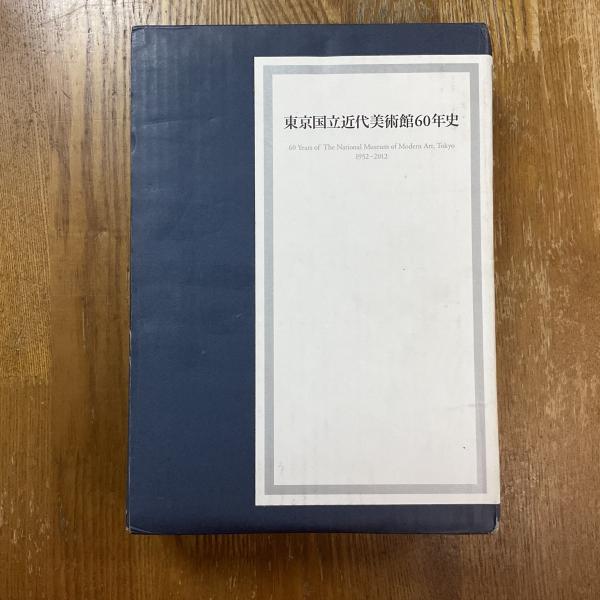 東京国立近代美術館60年史
60 Years of The National Museum of Modern Art, Tokyo
1952–2012